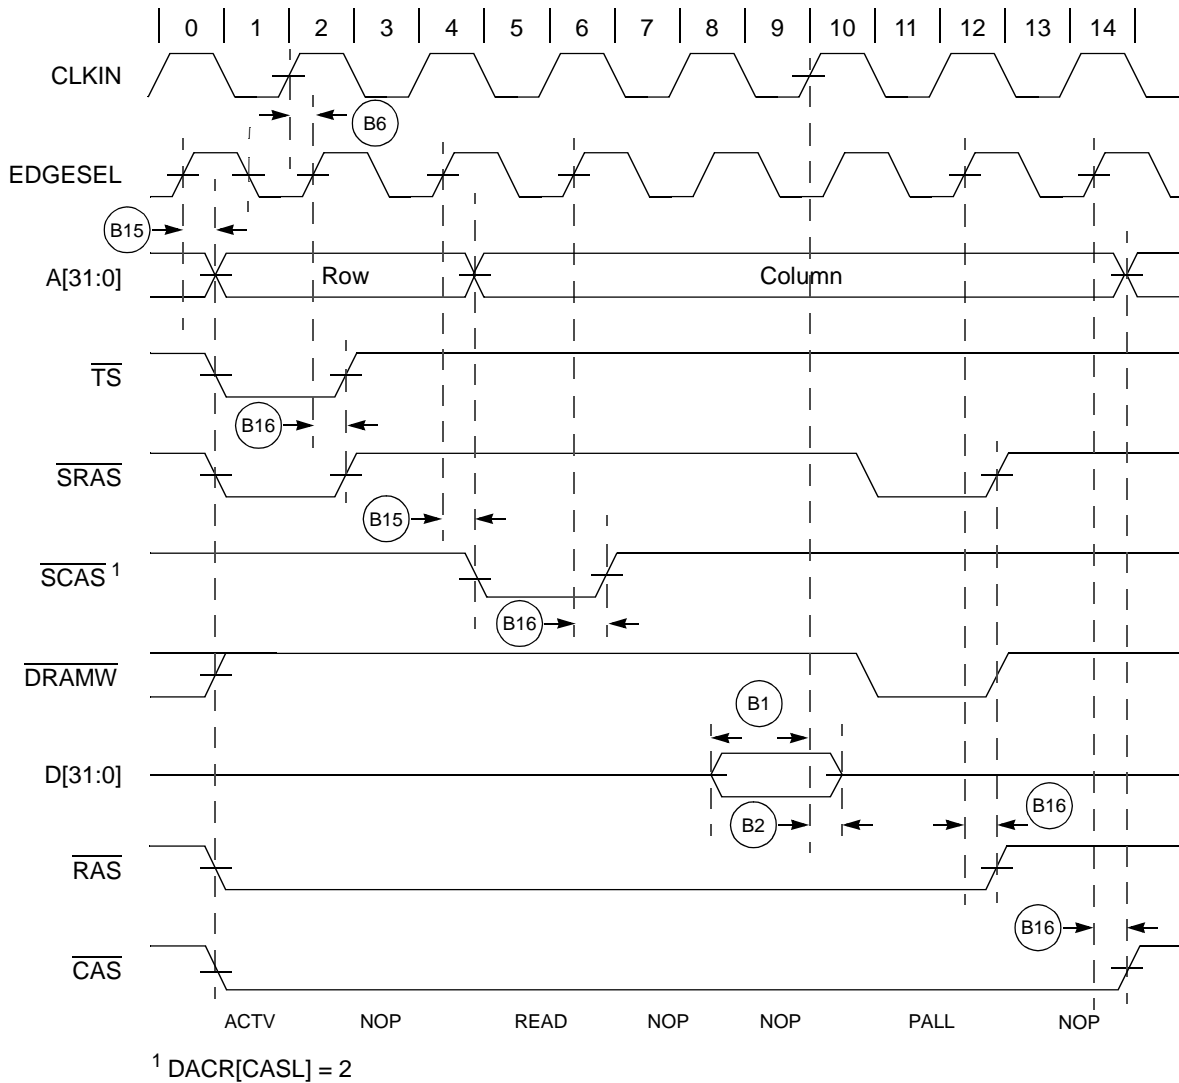 0 1 2 3 4 5 6 7 8 9 10 11 12 13 14
CLKIN
B6
EDGESEL
B15
A[31:0] Row Column
TS
B16
SRAS
B15
SCAS 1
B16
DRAMW
B1
D[31:0]
B2 B16
RAS
B16
CAS
ACTV NOP READ NOP NOP PALL NOP
1 DACR[CASL] = 2